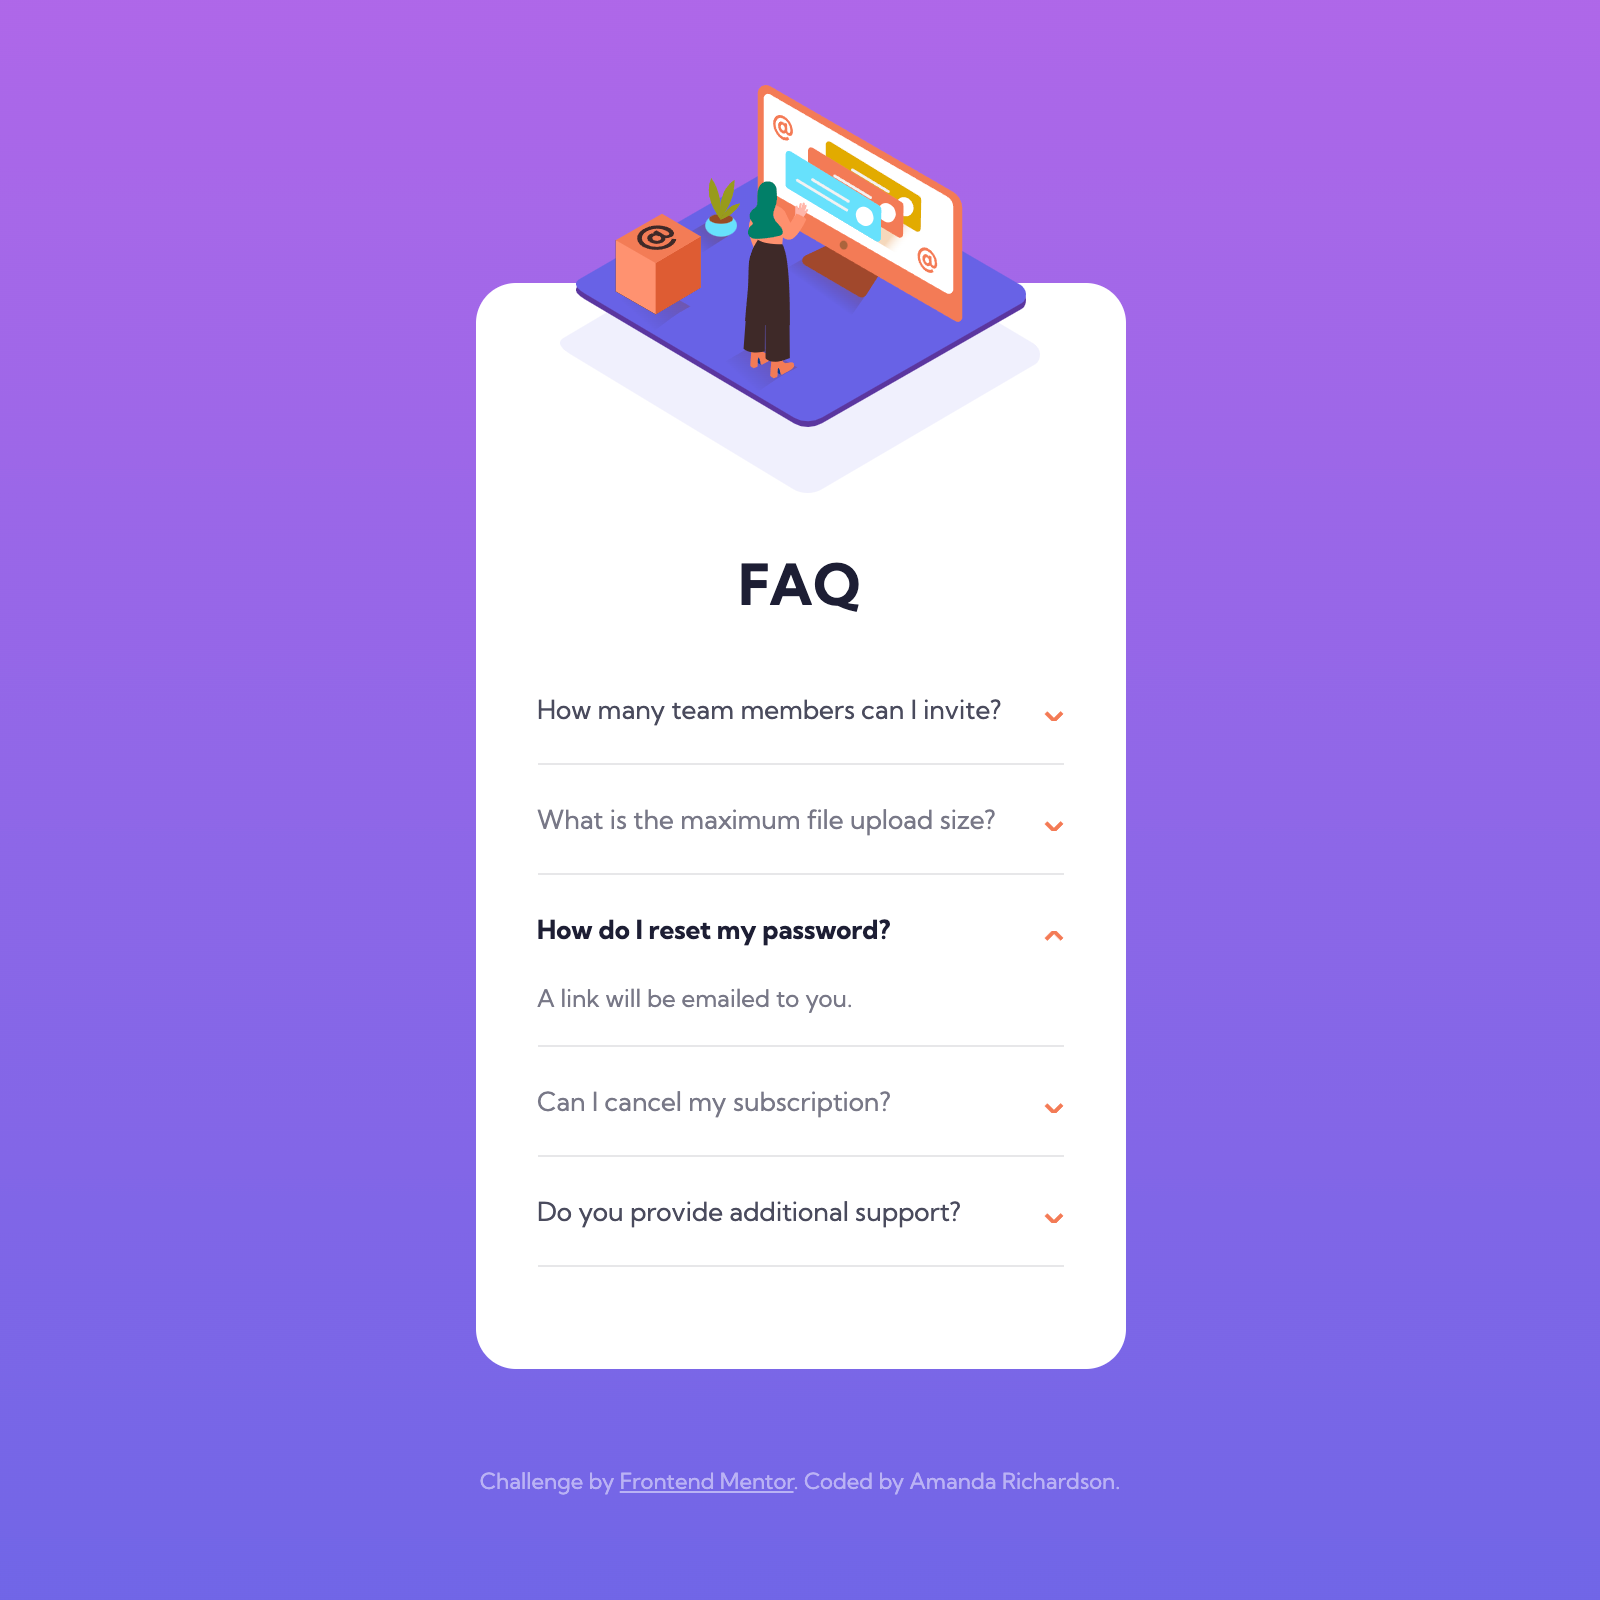 @
@
@
FAQ
How many team members can I invite?
What is the maximum file upload size?
How do I reset my password?
A link will be emailed to you.
Can I cancel my subscription?
Do you provide additional support?
Challenge by Frontend Mentor. Coded by Amanda Richardson.